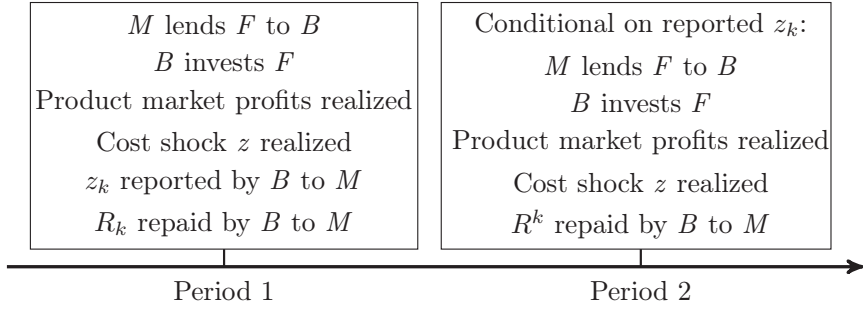 M lends F to B
B invests F
Product market profits realized
Cost shock z realized
z_k reported by B to M
R_k repaid by B to M
Conditional on reported z_k:
M lends F to B
B invests F
Product market profits realized
Cost shock z realized
R^k repaid by B to M
Period 1
Period 2